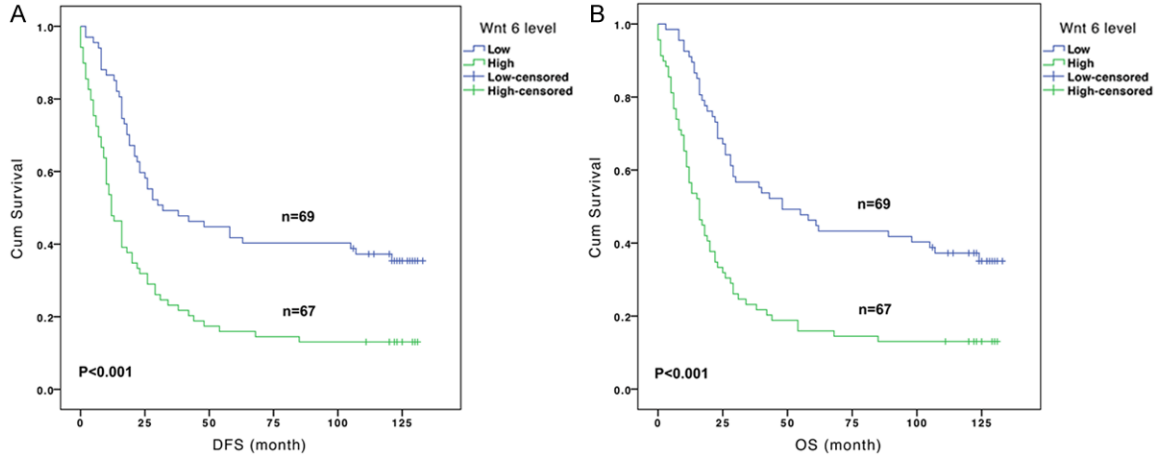 A
Wnt 6 level
Low
High
Low-censored
High-censored
1.0
0.8
0.6
0.4
0.2
0.0
Cum Survival
n=69
n=67
P<0.001
0 25 50 75 100 125
DFS (month)
B
Wnt 6 level
Low
High
Low-censored
High-censored
1.0
0.8
0.6
0.4
0.2
0.0
Cum Survival
n=69
n=67
P<0.001
0 25 50 75 100 125
OS (month)